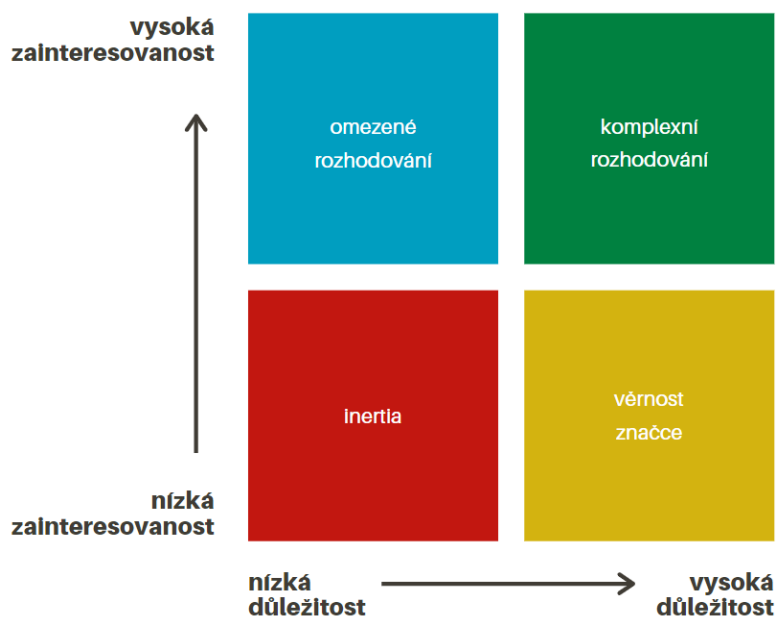 vysoká
zainteresovanost
omezené
rozhodování
komplexní
rozhodování
inertia
věrnost
značce
nízká
zainteresovanost
nízká
důležitost
vysoká
důležitost